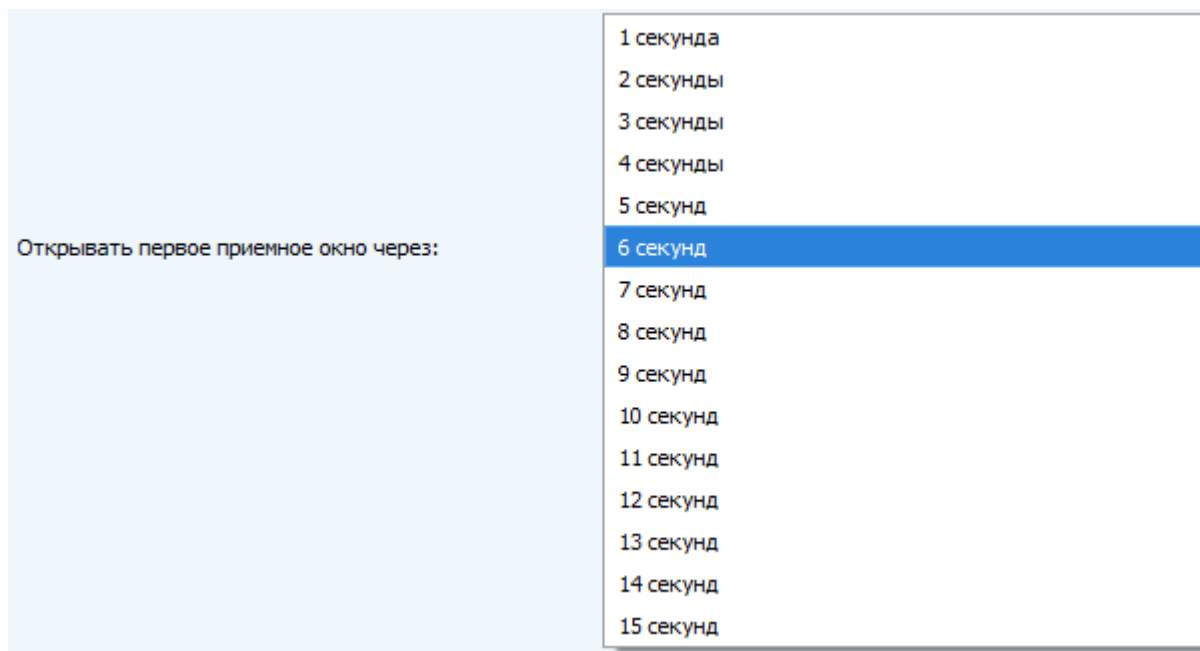 1 секунда
2 секунды
3 секунды
4 секунды
5 секунд
Открывать первое приемное окно через:
6 секунд
7 секунд
8 секунд
9 секунд
10 секунд
11 секунд
12 секунд
13 секунд
14 секунд
15 секунд